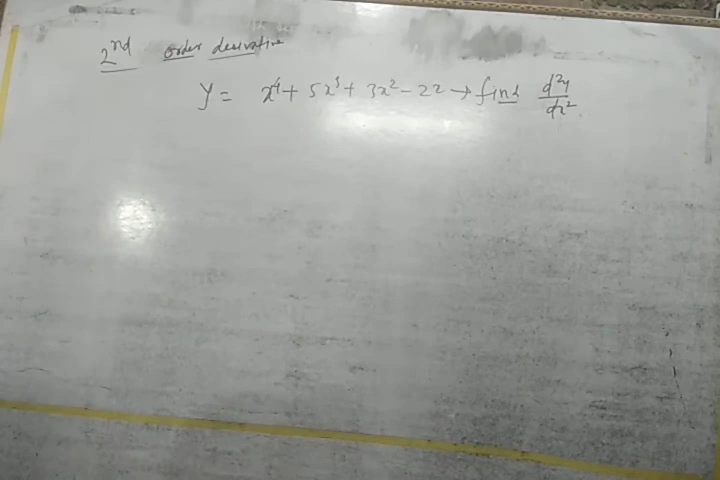 2nd order derivative
y = x⁴ + 5x³ + 3x² - 2x → find d²y/dx²